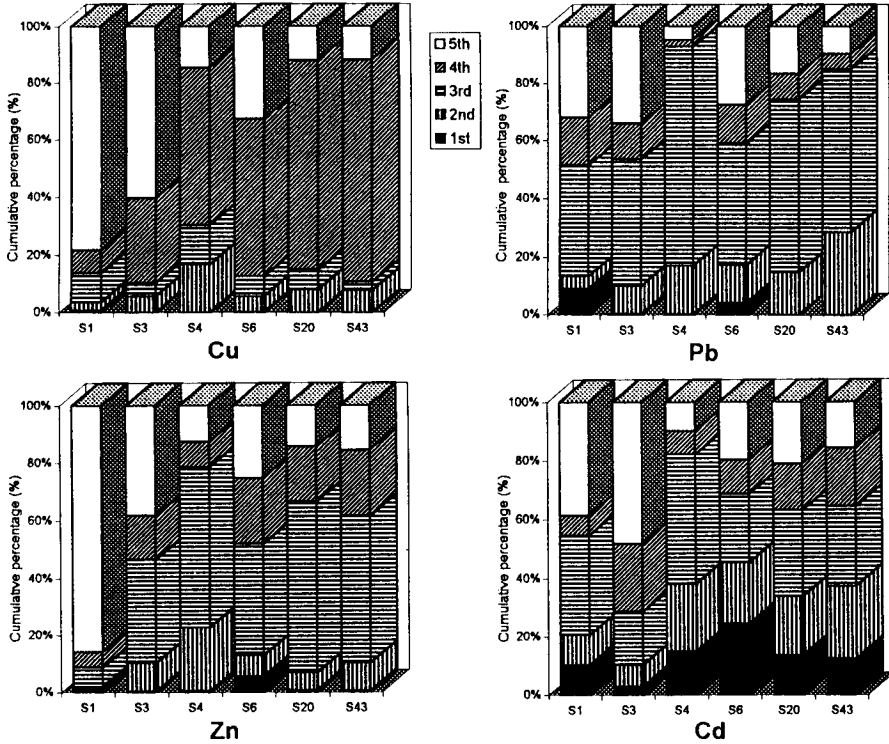 100%
80%
60%
40%
20%
0%
Cumulative percentage (%)
S1 S3 S4 S6 S20 S43
Cu
5th
4th
3rd
2nd
1st
100%
80%
60%
40%
20%
0%
Cumulative percentage (%)
S1 S3 S4 S6 S20 S43
Pb
100%
80%
60%
40%
20%
0%
Cumulative percentage (%)
S1 S3 S4 S6 S20 S43
Zn
100%
80%
60%
40%
20%
0%
Cumulative percentage (%)
S1 S3 S4 S6 S20 S43
Cd